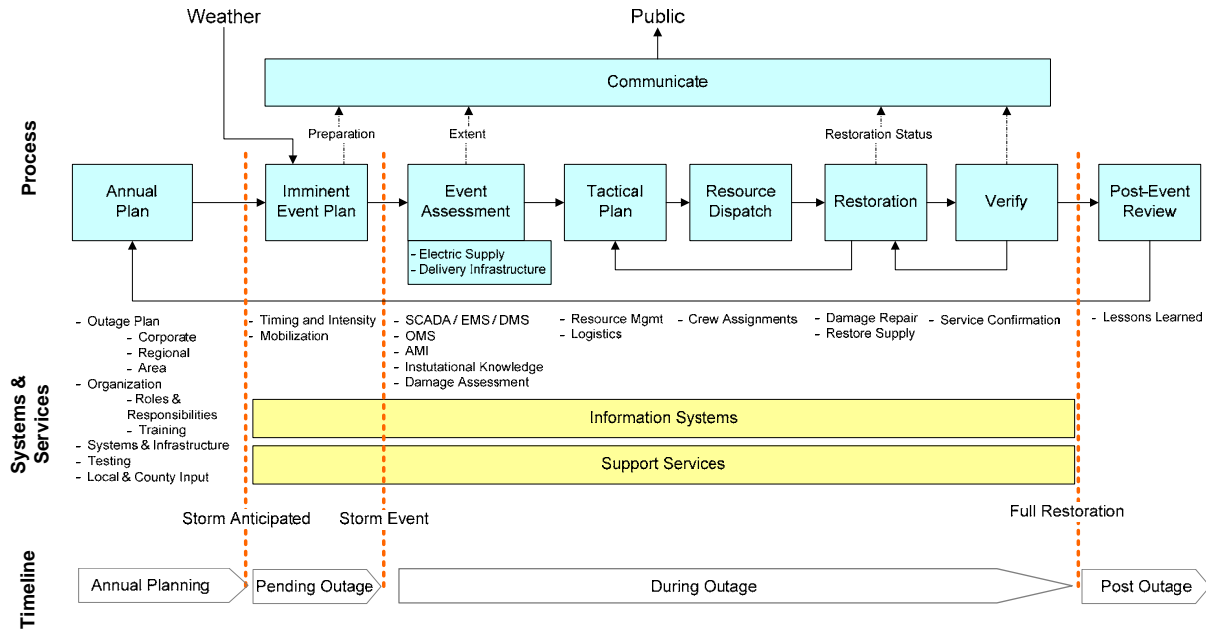 Weather
Public
Communicate
Process
Preparation
Extent
Restoration Status
Annual
Plan
Imminent
Event Plan
Event
Assessment
Tactical
Plan
Resource
Dispatch
Restoration
Verify
Post-Event
Review
- Electric Supply
- Delivery Infrastructure
Systems &
Services
- Outage Plan
- Corporate
- Regional
- Area
- Organization
- Roles &
Responsibilities
- Training
- Systems & Infrastructure
- Testing
- Local & County Input
- Timing and Intensity
- Mobilization
- SCADA / EMS / DMS
- OMS
- AMI
- Instutational Knowledge
- Damage Assessment
- Resource Mgmt
- Logistics
- Crew Assignments
- Damage Repair
- Restore Supply
- Service Confirmation
- Lessons Learned
Information Systems
Support Services
Storm Anticipated
Storm Event
Full Restoration
Timeline
Annual Planning
Pending Outage
During Outage
Post Outage